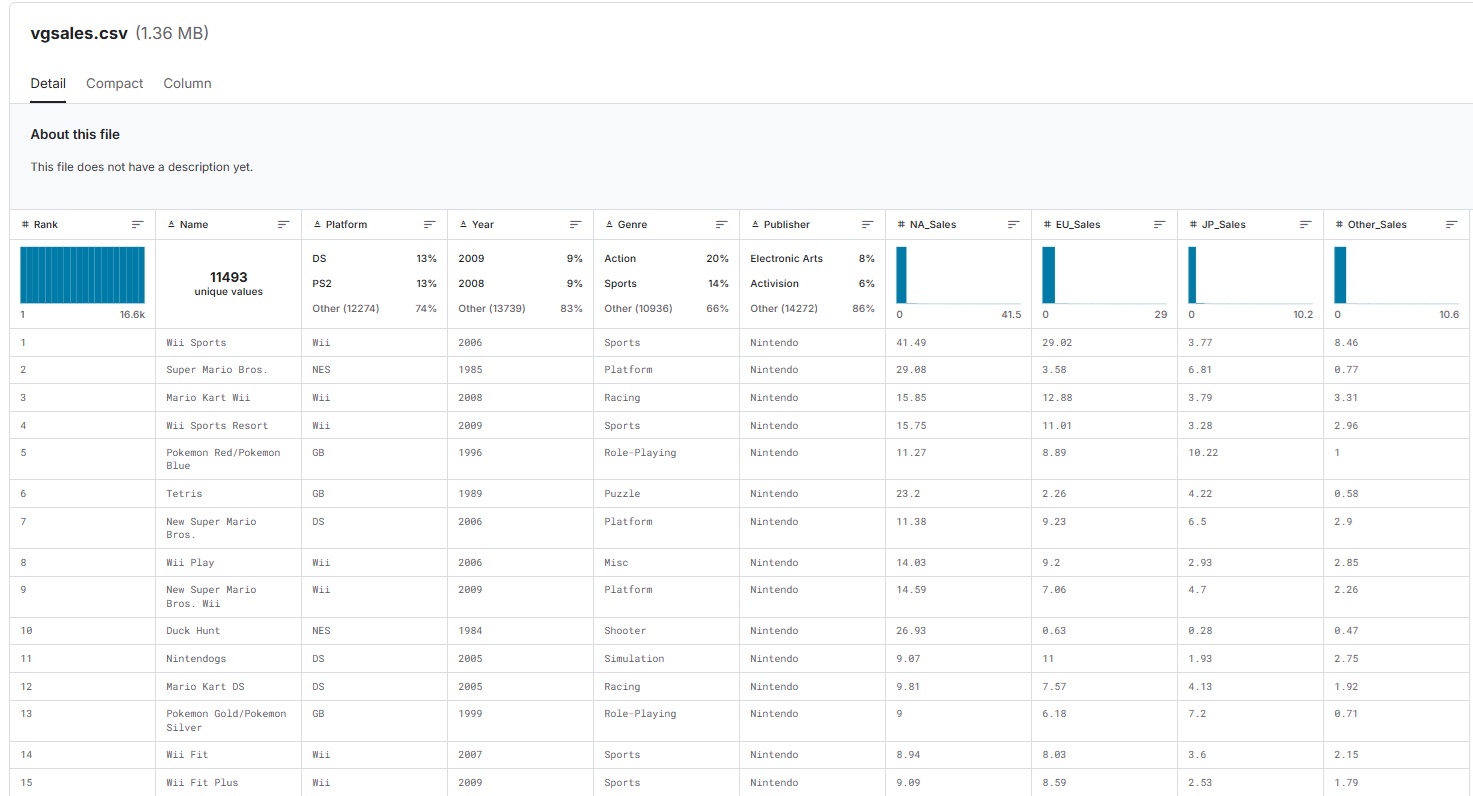 vgsales.csv (1.36 MB)
Detail Compact Column
About this file
This file does not have a description yet.
# Rank A Name A Platform A Year A Genre A Publisher # NA_Sales # EU_Sales # JP_Sales # Other_Sales
11493
unique values
DS 13% 2009 9% Action 20% Electronic Arts 8%
PS2 13% 2008 9% Sports 14% Activision 6%
Other (12274) 74% Other (13739) 83% Other (10936) 66% Other (14272) 86%
1 16.6k 0 41.5 0 29 0 10.2 0 10.6
1 Wii Sports Wii 2006 Sports Nintendo 41.49 29.02 3.77 8.46
2 Super Mario Bros. NES 1985 Platform Nintendo 29.08 3.58 6.81 0.77
3 Mario Kart Wii Wii 2008 Racing Nintendo 15.85 12.88 3.79 3.31
4 Wii Sports Resort Wii 2009 Sports Nintendo 15.75 11.01 3.28 2.96
5 Pokemon Red/Pokemon GB 1996 Role-Playing Nintendo 11.27 8.89 10.22 1
Blue
6 Tetris GB 1989 Puzzle Nintendo 23.2 2.26 4.22 0.58
7 New Super Mario DS 2006 Platform Nintendo 11.38 9.23 6.5 2.9
Bros.
8 Wii Play Wii 2006 Misc Nintendo 14.03 9.2 2.93 2.85
9 New Super Mario Wii 2009 Platform Nintendo 14.59 7.06 4.7 2.26
Bros. Wii
10 Duck Hunt NES 1984 Shooter Nintendo 26.93 0.63 0.28 0.47
11 Nintendogs DS 2005 Simulation Nintendo 9.07 11 1.93 2.75
12 Mario Kart DS DS 2005 Racing Nintendo 9.81 7.57 4.13 1.92
13 Pokemon Gold/Pokemon GB 1999 Role-Playing Nintendo 9 6.18 7.2 0.71
Silver
14 Wii Fit Wii 2007 Sports Nintendo 8.94 8.03 3.6 2.15
15 Wii Fit Plus Wii 2009 Sports Nintendo 9.09 8.59 2.53 1.79